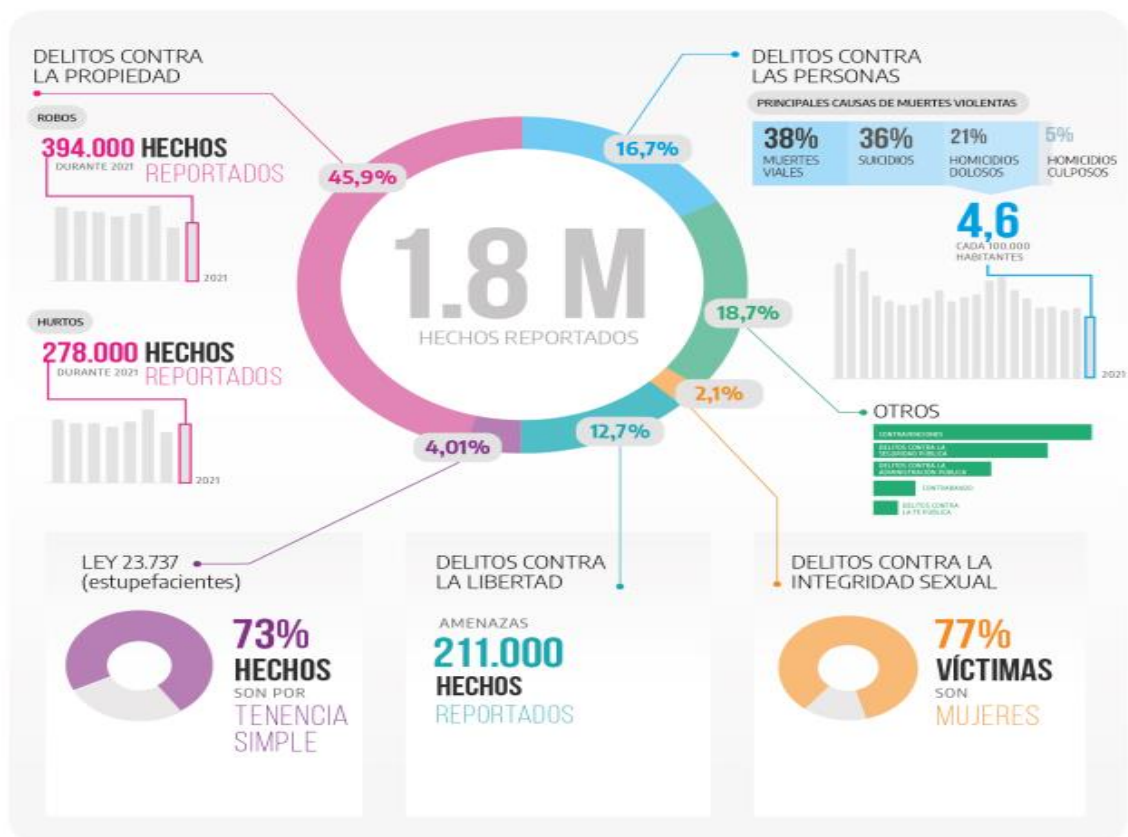 DELITOS CONTRA
LA PROPIEDAD
ROBOS
394.000 HECHOS
DURANTE 2021 REPORTADOS
2021
HURTOS
278.000 HECHOS
DURANTE 2021 REPORTADOS
2021
45,9%
16,7%
18,7%
2,1%
12,7%
4,01%
1.8 M
HECHOS REPORTADOS
DELITOS CONTRA
LAS PERSONAS
PRINCIPALES CAUSAS DE MUERTES VIOLENTAS
38%
MUERTES
VIALES
36%
SUICIDIOS
21%
HOMICIDIOS
DOLOSOS
5%
HOMICIDIOS
CULPOSOS
4,6
CADA 100.000
HABITANTES
2021
OTROS
CONTRAVENCIONES
DELITOS CONTRA LA
SEGURIDAD PÚBLICA
DELITOS CONTRA LA
ADMINISTRACIÓN PÚBLICA
CONTRABANDO
DELITOS CONTRA
LA FE PÚBLICA
LEY 23.737
(estupefacientes)
73%
HECHOS
SON POR
TENENCIA
SIMPLE
DELITOS CONTRA
LA LIBERTAD
AMENAZAS
211.000
HECHOS
REPORTADOS
DELITOS CONTRA LA
INTEGRIDAD SEXUAL
77%
VÍCTIMAS
SON
MUJERES